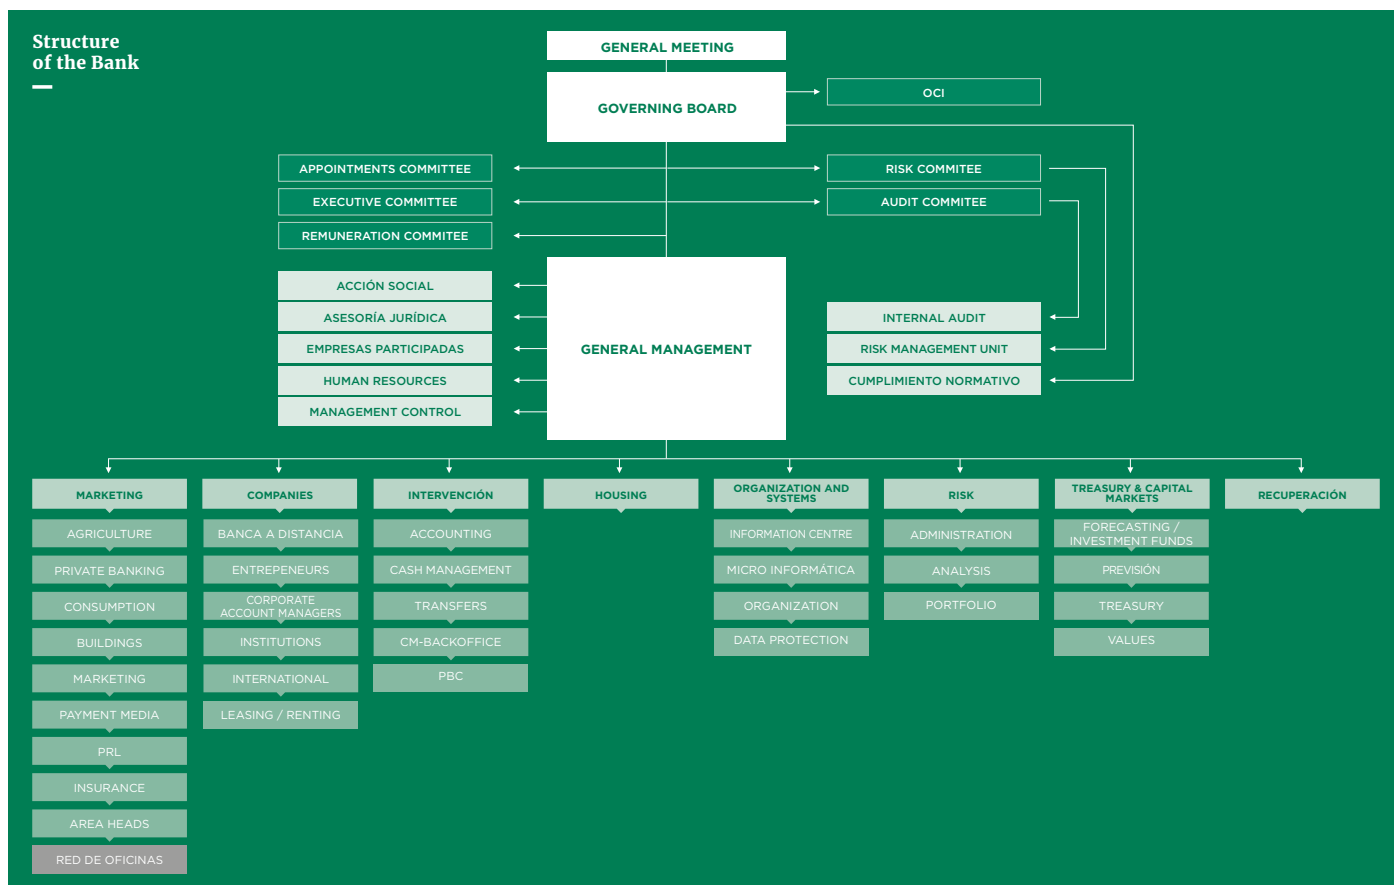 Structure
of the Bank
GENERAL MEETING
GOVERNING BOARD
OCI
APPOINTMENTS COMMITTEE
RISK COMMITEE
EXECUTIVE COMMITTEE
AUDIT COMMITEE
REMUNERATION COMMITEE
ACCIÓN SOCIAL
ASESORÍA JURÍDICA
EMPRESAS PARTICIPADAS
HUMAN RESOURCES
MANAGEMENT CONTROL
GENERAL MANAGEMENT
INTERNAL AUDIT
RISK MANAGEMENT UNIT
CUMPLIMIENTO NORMATIVO
MARKETING
AGRICULTURE
PRIVATE BANKING
CONSUMPTION
BUILDINGS
MARKETING
PAYMENT MEDIA
PRL
INSURANCE
AREA HEADS
RED DE OFICINAS
COMPANIES
BANCA A DISTANCIA
ENTREPENEURS
CORPORATE
ACCOUNT MANAGERS
INSTITUTIONS
INTERNATIONAL
LEASING / RENTING
INTERVENCIÓN
ACCOUNTING
CASH MANAGEMENT
TRANSFERS
CM-BACKOFFICE
PBC
HOUSING
ORGANIZATION AND
SYSTEMS
INFORMATION CENTRE
MICRO INFORMÁTICA
ORGANIZATION
DATA PROTECTION
RISK
ADMINISTRATION
ANALYSIS
PORTFOLIO
TREASURY & CAPITAL
MARKETS
FORECASTING /
INVESTMENT FUNDS
PREVISIÓN
TREASURY
VALUES
RECUPERACIÓN